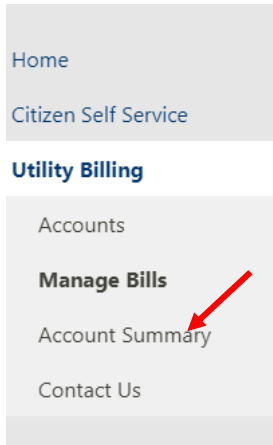 Home
Citizen Self Service
Utility Billing
Accounts
Manage Bills
Account Summary
Contact Us